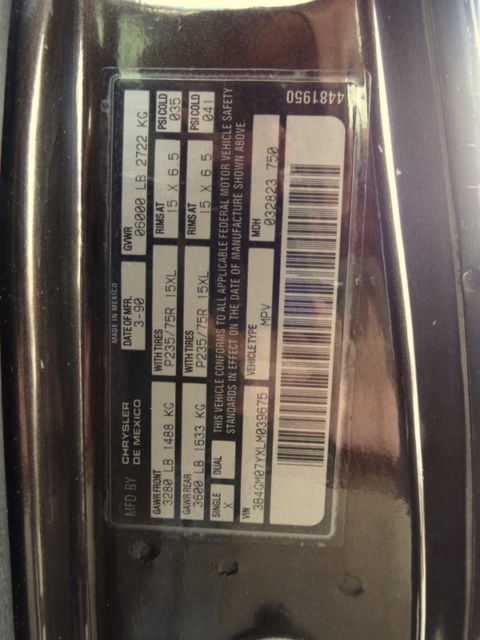 MADE IN MEXICO
MFD BY CHRYSLER DE MEXICO DATE OF MFR. 3-90 GVWR 06000 LB 2722 KG
GAWR FRONT 3280 LB 1488 KG WITH TIRES P235/75R 15XL RIMS AT 15 X 6.5 PSI COLD 035
GAWR REAR 3600 LB 1633 KG WITH TIRES P235/75R 15XL RIMS AT 15 X 6.5 PSI COLD 041
SINGLE X DUAL THIS VEHICLE CONFORMS TO ALL APPLICABLE FEDERAL MOTOR VEHICLE SAFETY
STANDARDS IN EFFECT ON THE DATE OF MANUFACTURE SHOWN ABOVE.
VIN 3B4GM07YXLM039675 VEHICLE TYPE MPV MDH 032823 750
4481950